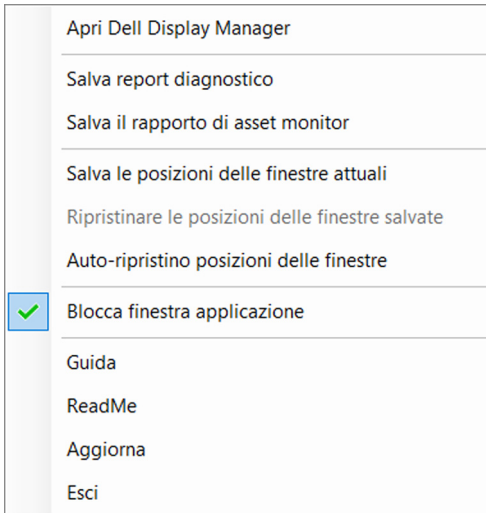 Apri Dell Display Manager
Salva report diagnostico
Salva il rapporto di asset monitor
Salva le posizioni delle finestre attuali
Ripristinare le posizioni delle finestre salvate
Auto-ripristino posizioni delle finestre
Blocca finestra applicazione
Guida
ReadMe
Aggiorna
Esci